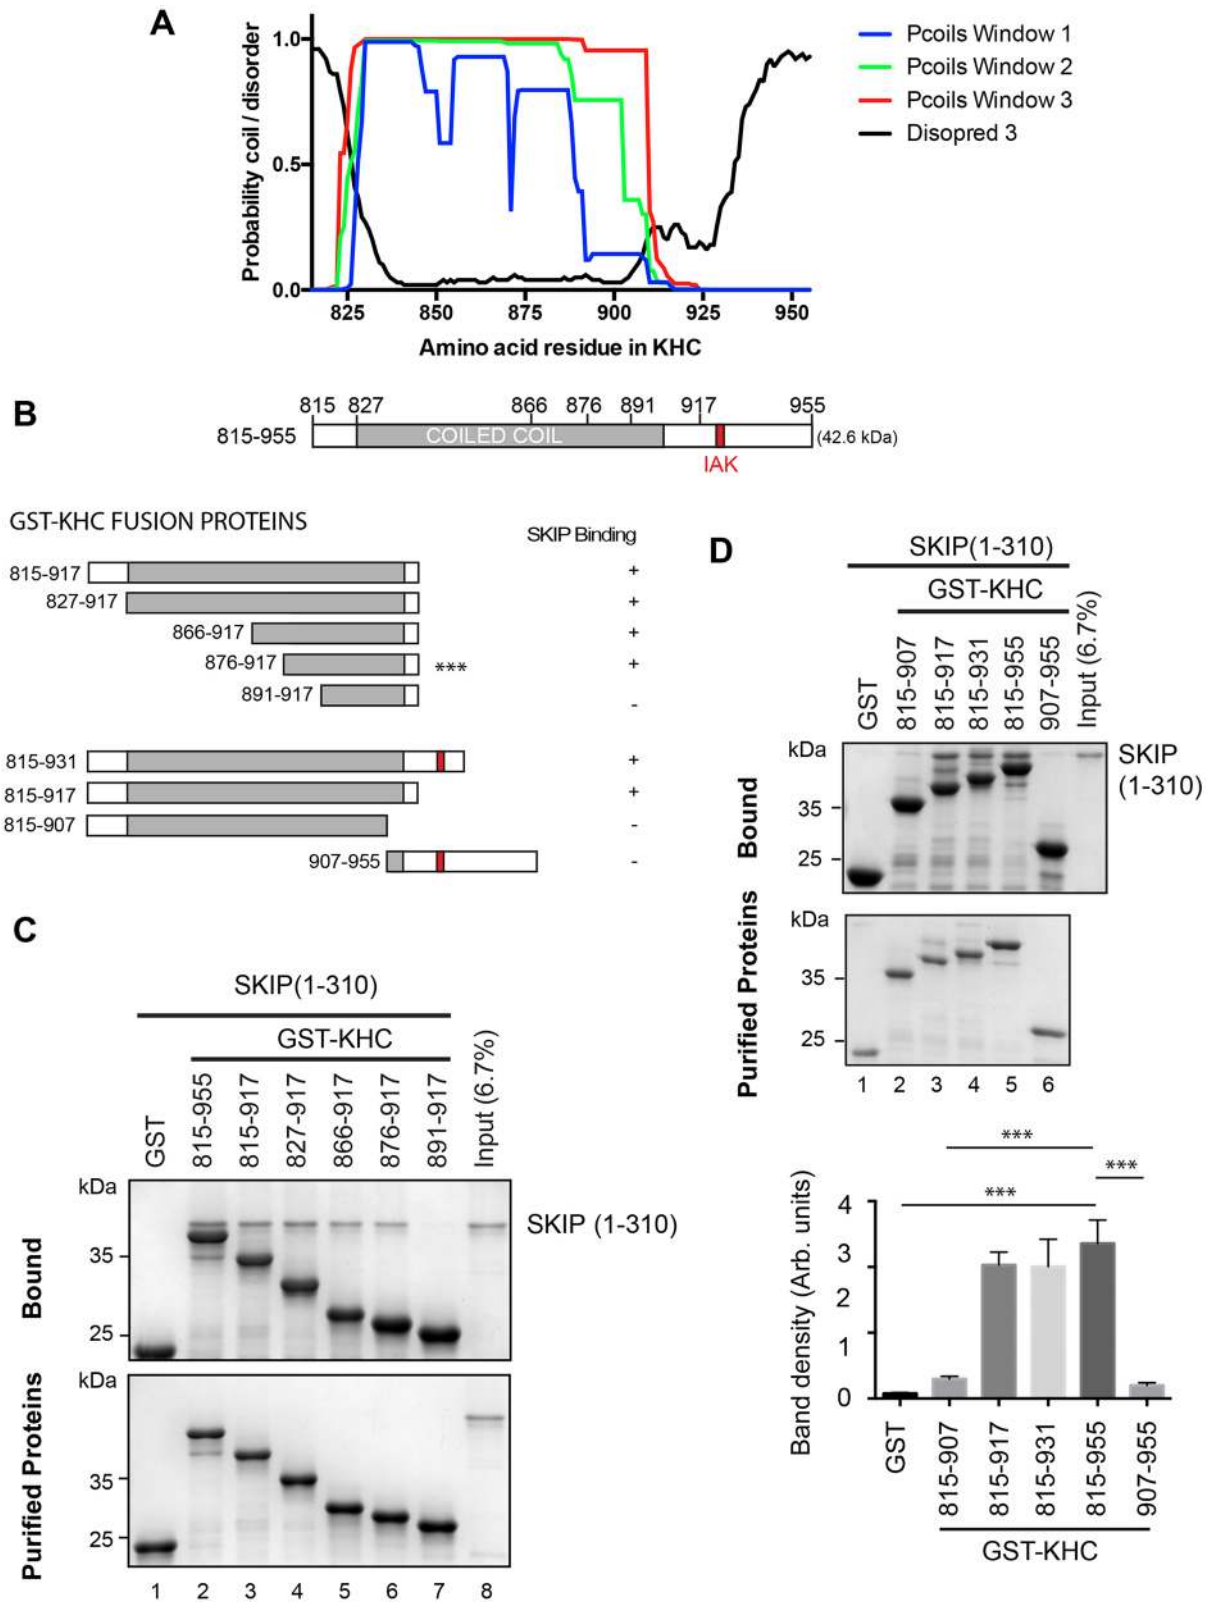 A
Probability coil / disorder
1.0
0.5
0.0
825 850 875 900 925 950
Amino acid residue in KHC
Pcoils Window 1
Pcoils Window 2
Pcoils Window 3
Disopred 3
B
815 827 866 876 891 917 955
815-955 COILED COIL (42.6 kDa)
IAK
GST-KHC FUSION PROTEINS
SKIP Binding
815-917 +
827-917 +
866-917 +
876-917 *** +
891-917 -
815-931 +
815-917 +
815-907 -
907-955 -
C
SKIP(1-310)
GST-KHC
GST
815-955
815-917
827-917
866-917
876-917
891-917
Input (6.7%)
Bound
kDa
35
25
SKIP (1-310)
Purified Proteins
kDa
35
25
1 2 3 4 5 6 7 8
D
SKIP(1-310)
GST-KHC
GST
815-907
815-917
815-931
815-955
907-955
Input (6.7%)
Bound
kDa
35
25
SKIP
(1-310)
Purified Proteins
kDa
35
25
1 2 3 4 5 6
***
***
***
Band density (Arb. units)
4
3
2
1
0
GST
815-907
815-917
815-931
815-955
907-955
GST-KHC